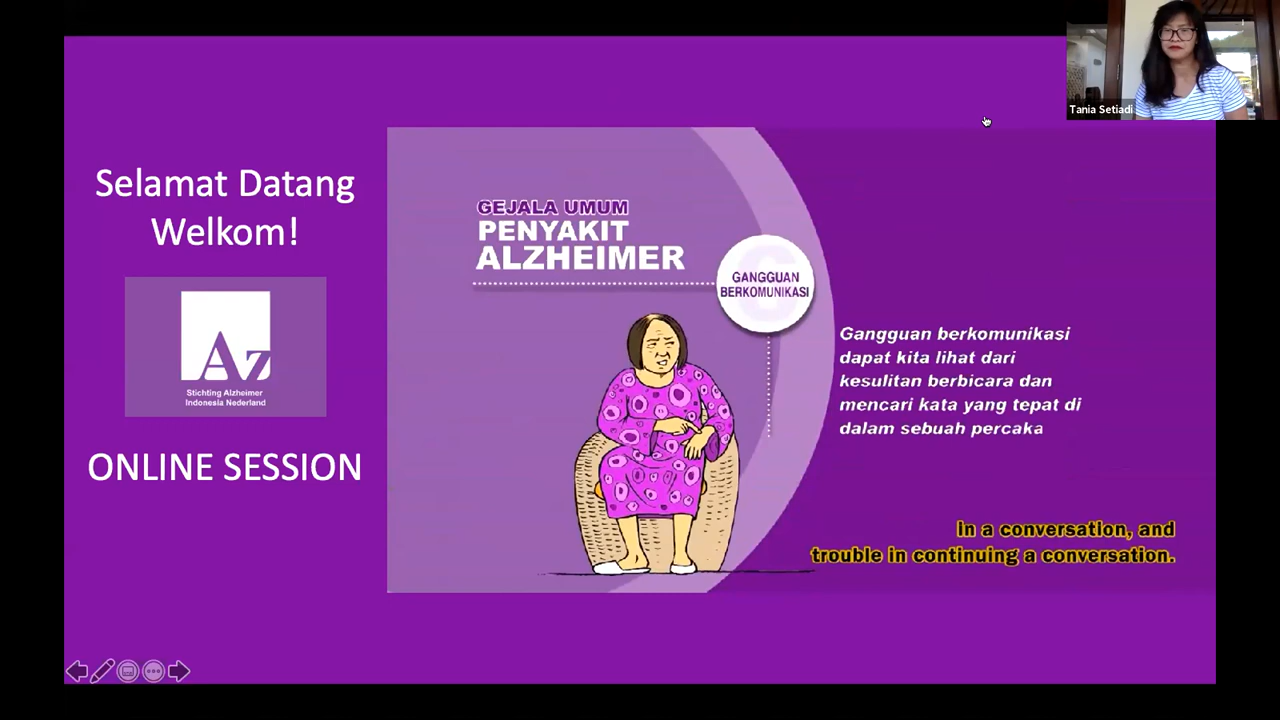 Tania Setiadi
Selamat Datang
Welkom!
Az
Stichting Alzheimer
Indonesia Nederland
ONLINE SESSION
GEJALA UMUM
PENYAKIT
ALZHEIMER
GANGGUAN
BERKOMUNIKASI
Gangguan berkomunikasi
dapat kita lihat dari
kesulitan berbicara dan
mencari kata yang tepat di
dalam sebuah percaka
in a conversation, and
trouble in continuing a conversation.